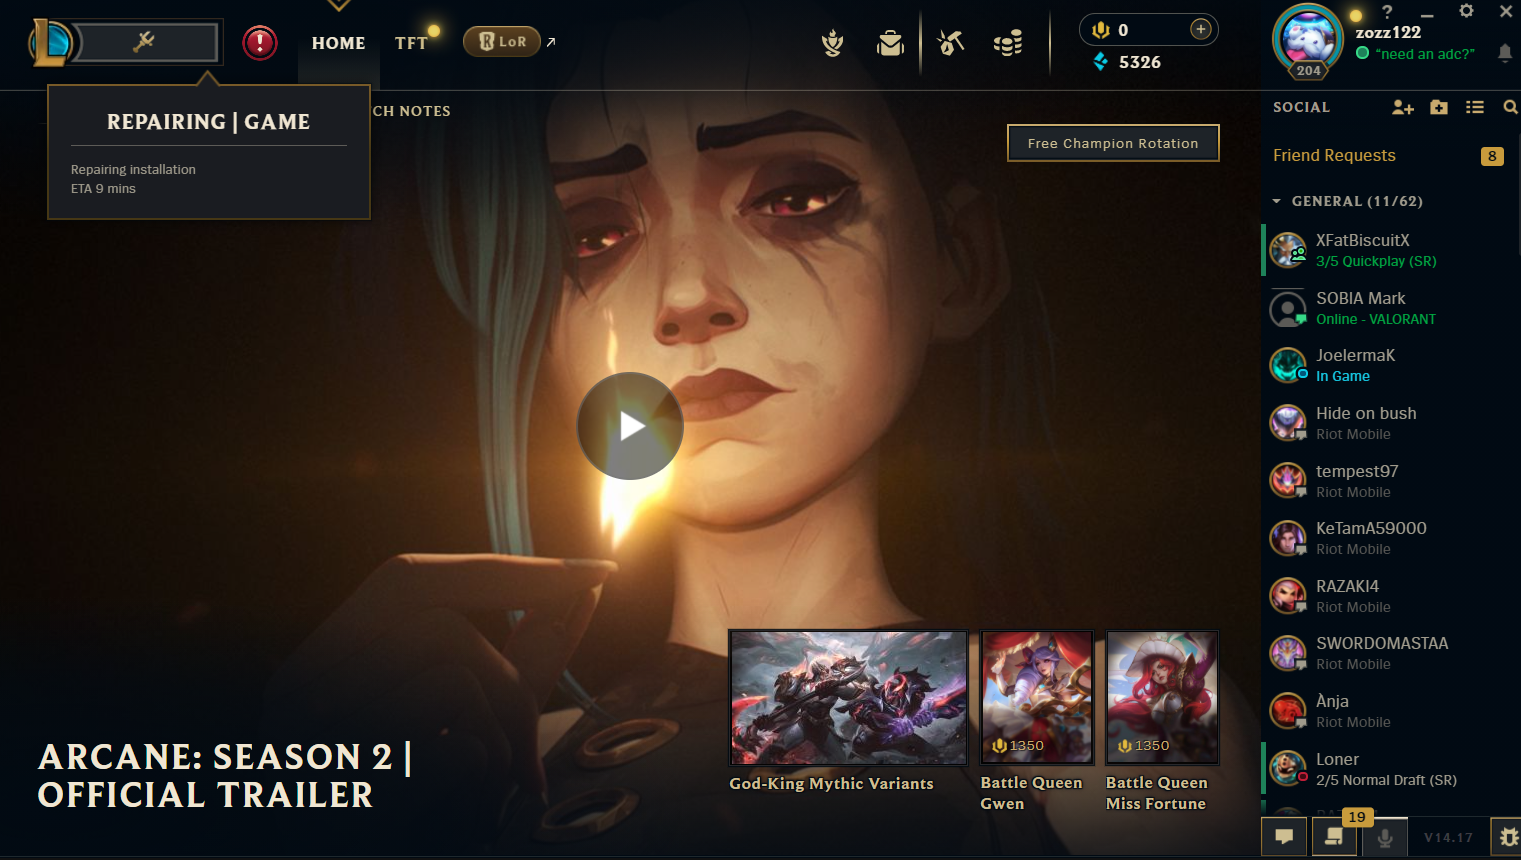 HOME
TFT
LoR
0
5326
204
zozz122
“need an adc?”
REPAIRING | GAME
Repairing installation
ETA 9 mins
CH NOTES
Free Champion Rotation
SOCIAL
Friend Requests
8
GENERAL (11/62)
XFatBiscuitX
3/5 Quickplay (SR)
SOBIA Mark
Online - VALORANT
JoelermaK
In Game
Hide on bush
Riot Mobile
tempest97
Riot Mobile
KeTamA59000
Riot Mobile
RAZAKI4
Riot Mobile
SWORDOMASTAA
Riot Mobile
Ànja
Riot Mobile
Loner
2/5 Normal Draft (SR)
ARCANE: SEASON 2 |
OFFICIAL TRAILER
God-King Mythic Variants
1350
Battle Queen
Gwen
1350
Battle Queen
Miss Fortune
19
V14.17